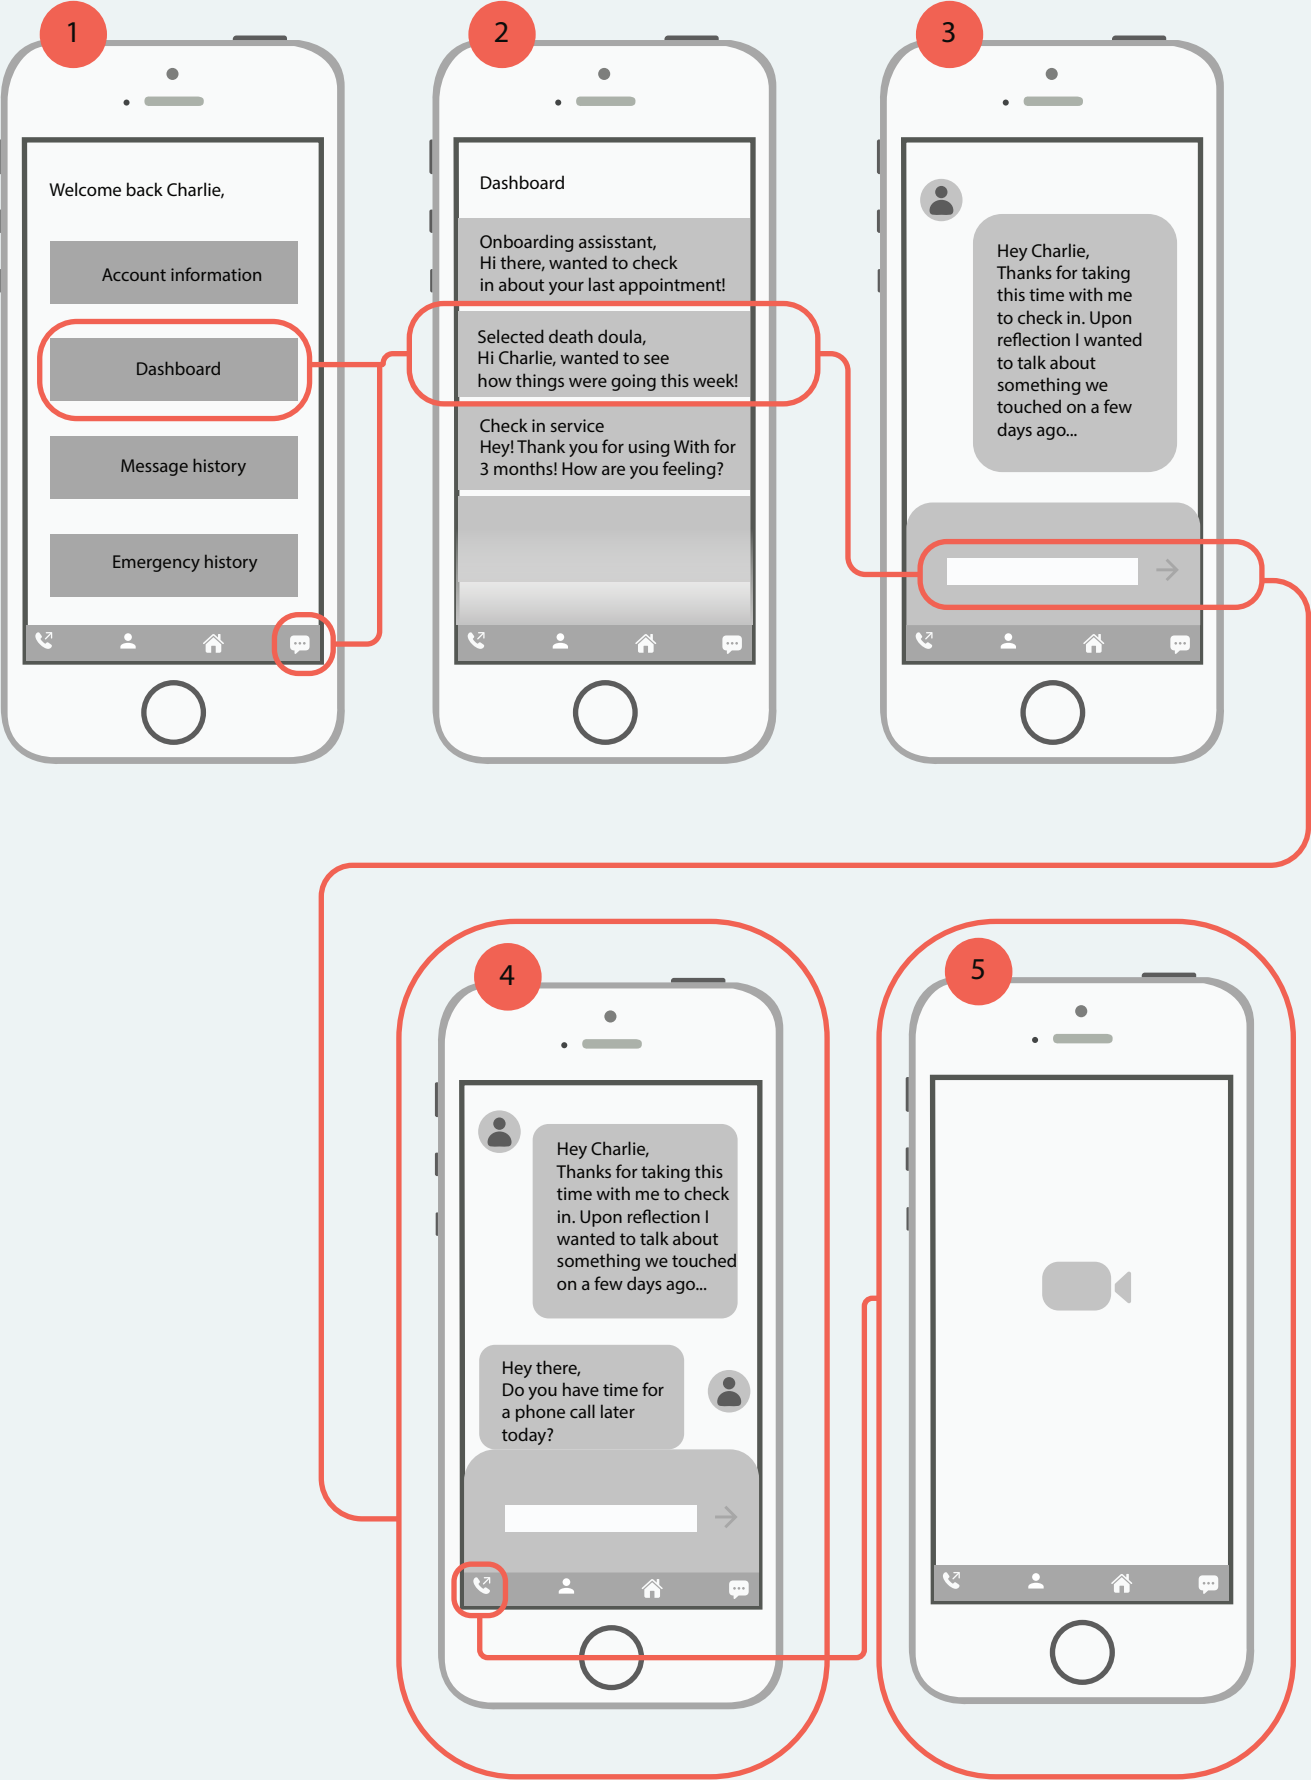 1
Welcome back Charlie,
Account information
Dashboard
Message history
Emergency history
2
Dashboard
Onboarding assisstant,
Hi there, wanted to check
in about your last appointment!
Selected death doula,
Hi Charlie, wanted to see
how things were going this week!
Check in service
Hey! Thank you for using With for
3 months! How are you feeling?
3
Hey Charlie,
Thanks for taking
this time with me
to check in. Upon
reflection I wanted
to talk about
something we
touched on a few
days ago...
4
Hey Charlie,
Thanks for taking this
time with me to check
in. Upon reflection I
wanted to talk about
something we touched
on a few days ago...
Hey there,
Do you have time for
a phone call later
today?
5